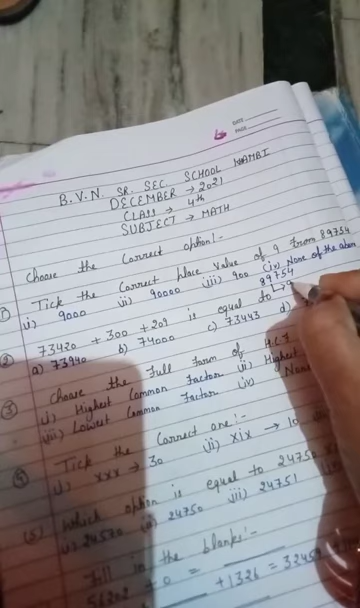 DATE
PAGE
B.V.N. SR. SEC. SCHOOL
DECEMBER → 2021
CLASS → 4th
SUBJECT → MATH
Choose the Correct option!-
① Tick the Correct place value of 9 from 89754
i) 9000 ii) 90000 iii) 900 (iv) None of the above
89754
↳ 9
② 73420 + 300 + 209 is equal to
a) 73940 b) 74000 c) 73443 d)
③ Choose the full form of H.C.F
i) Highest Common Factor ii) Highest
iii) Lowest Common Factor iv) None
④ Tick the Correct one:-
i) xxx → 30 ii) xix → 10
(5) Which option is equal to 24750
i) 24570 ii) 24750 iii) 24751
Fill in the blanks:-
56202 + 0 =
+ 1326 =